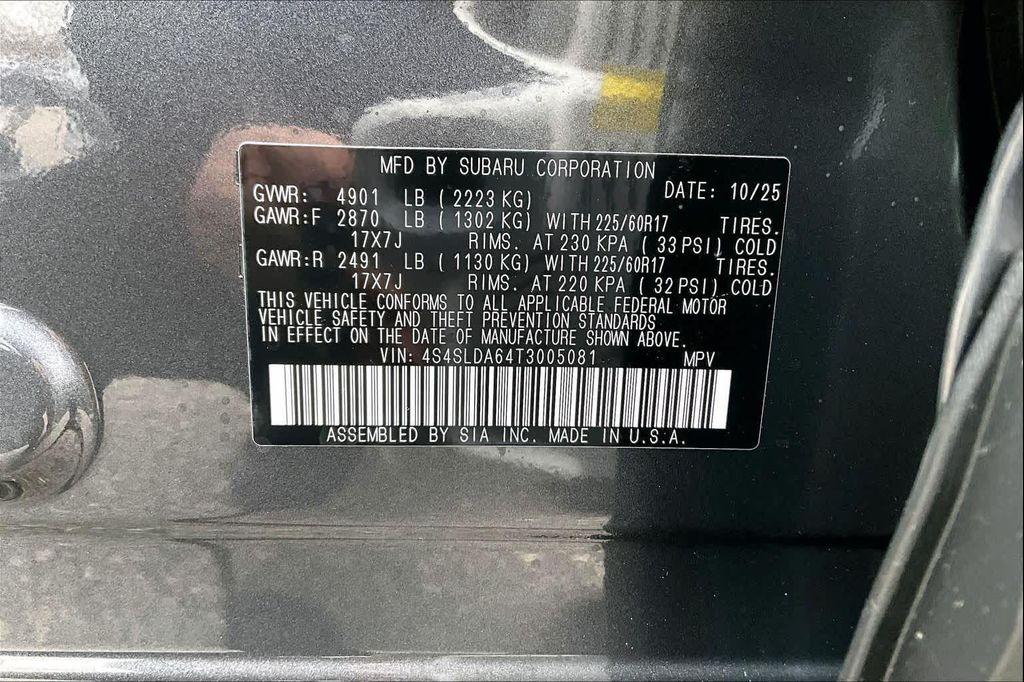 MFD BY SUBARU CORPORATION
GVWR: 4901 LB ( 2223 KG) DATE: 10/25
GAWR:F 2870 LB ( 1302 KG) WITH 225/60R17 TIRES.
17X7J RIMS. AT 230 KPA ( 33 PSI) COLD
GAWR:R 2491 LB ( 1130 KG) WITH 225/60R17 TIRES.
17X7J RIMS. AT 220 KPA ( 32 PSI) COLD
THIS VEHICLE CONFORMS TO ALL APPLICABLE FEDERAL MOTOR
VEHICLE SAFETY AND THEFT PREVENTION STANDARDS
IN EFFECT ON THE DATE OF MANUFACTURE SHOWN ABOVE.
VIN: 4S4SLDA64T3005081 MPV
ASSEMBLED BY SIA INC. MADE IN U.S.A.